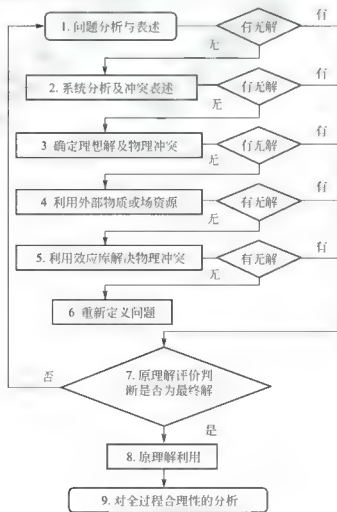 1. 问题分析与表述
有无解
有
无
2. 系统分析及冲突表述
有无解
有
无
3 确定理想解及物理冲突
有无解
有
无
4 利用外部物质或场资源
有无解
有
无
5. 利用效应库解决物理冲突
有无解
有
无
6 重新定义问题
否
7. 原理解评价判
断是否为最终解
是
8. 原理解利用
9. 对全过程合理性的分析